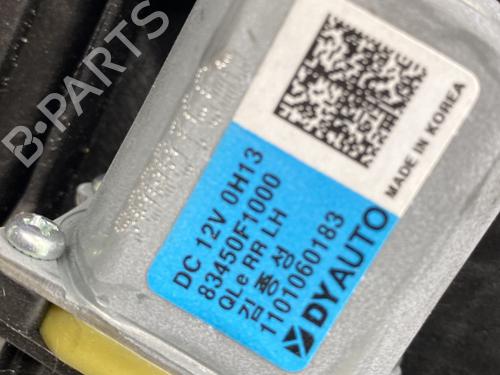 B-PARTS
MADE IN KOREA
DC 12V 0H13
83450F1000
QLe RR LH
김종성
1101060183
DYAUTO